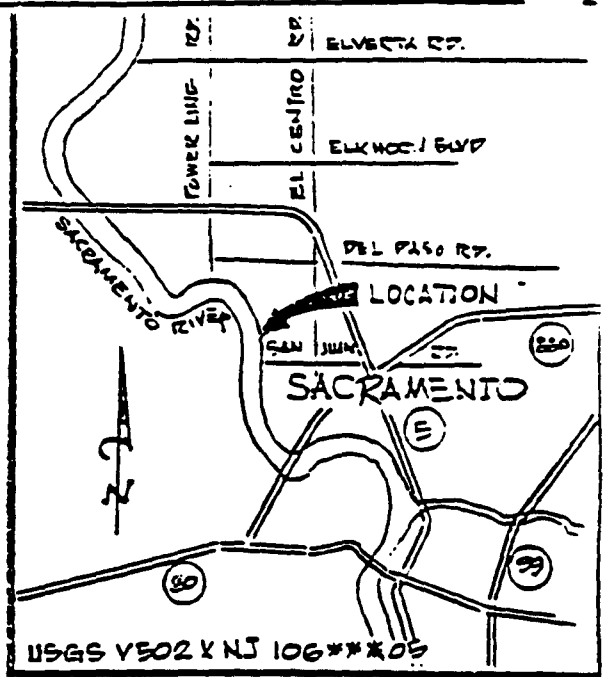 POWER LINE RD.
EL CENTRO RD.
ELVERTA RD.
ELKHORN BLVD
DEL PASO RD.
SACRAMENTO RIVER
LOCATION
SAN JUAN RD.
SACRAMENTO
5
80
99
N
USGS V502 X NJ 106***05